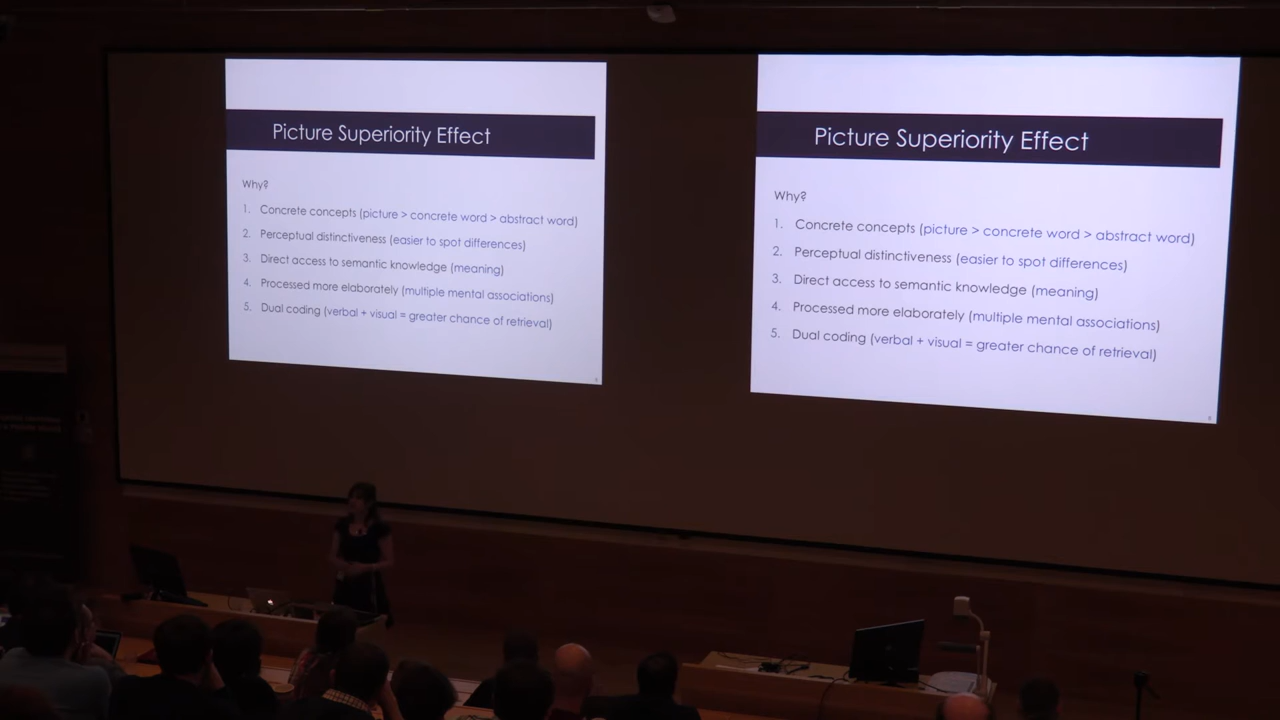 Picture Superiority Effect
Why?
1. Concrete concepts (picture > concrete word > abstract word)
2. Perceptual distinctiveness (easier to spot differences)
3. Direct access to semantic knowledge (meaning)
4. Processed more elaborately (multiple mental associations)
5. Dual coding (verbal + visual = greater chance of retrieval)
Picture Superiority Effect
Why?
1. Concrete concepts (picture > concrete word > abstract word)
2. Perceptual distinctiveness (easier to spot differences)
3. Direct access to semantic knowledge (meaning)
4. Processed more elaborately (multiple mental associations)
5. Dual coding (verbal + visual = greater chance of retrieval)